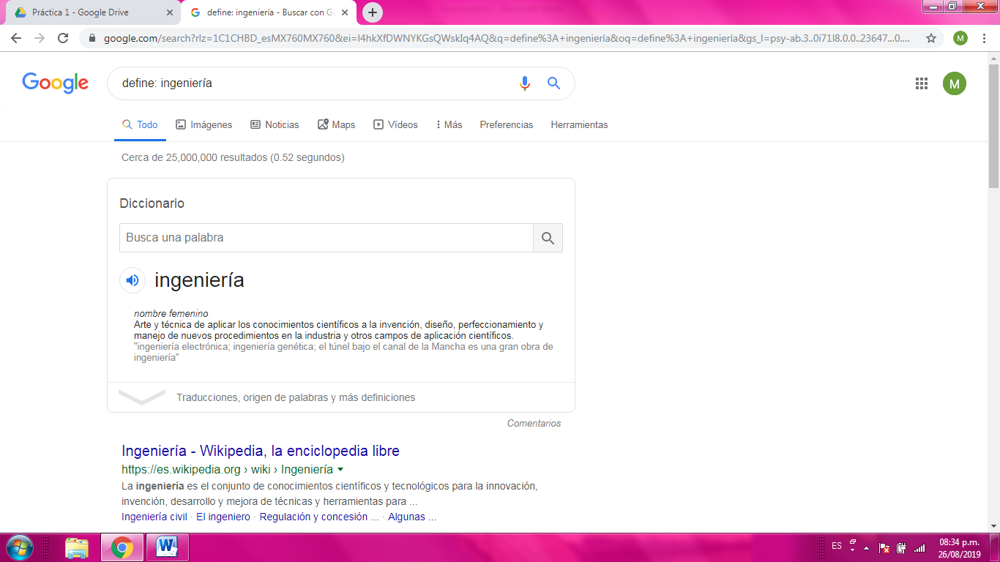 Práctica 1 - Google Drive
define: ingeniería - Buscar con Go
google.com/search?rlz=1C1CHBD_esMX760MX760&ei=I4hkXfDWNYKGsQWskIq4AQ&q=define%3A+ingeniería&oq=define%3A+ingeniería&gs_l=psy-ab.3..0i71l8.0.0..23647...0....
M
Google
define: ingeniería
M
Todo
Imágenes
Noticias
Maps
Vídeos
Más
Preferencias
Herramientas
Cerca de 25,000,000 resultados (0.52 segundos)
Diccionario
Busca una palabra
ingeniería
nombre femenino
Arte y técnica de aplicar los conocimientos científicos a la invención, diseño, perfeccionamiento y
manejo de nuevos procedimientos en la industria y otros campos de aplicación científicos.
"ingeniería electrónica; ingeniería genética; el túnel bajo el canal de la Mancha es una gran obra de
ingeniería"
Traducciones, origen de palabras y más definiciones
Comentarios
Ingeniería - Wikipedia, la enciclopedia libre
https://es.wikipedia.org › wiki › Ingeniería
La ingeniería es el conjunto de conocimientos científicos y tecnológicos para la innovación,
invención, desarrollo y mejora de técnicas y herramientas para ...
Ingeniería civil · El ingeniero · Regulación y concesión ... · Algunas ...
W
ES
08:34 p.m.
26/08/2019